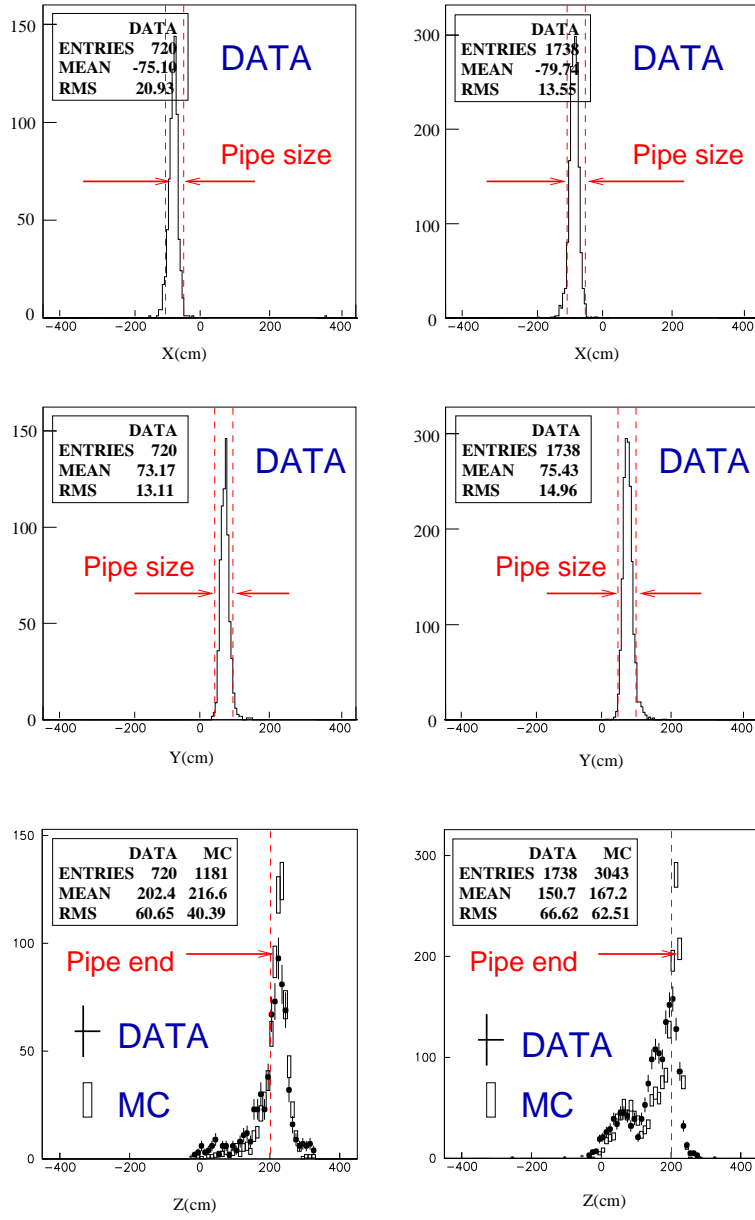 DATA
ENTRIES 720
MEAN -75.10
RMS 20.93
DATA
Pipe size
150
100
50
0
−400 −200 0 200 400
X(cm)
DATA
ENTRIES 1738
MEAN -79.74
RMS 13.55
DATA
Pipe size
300
200
100
0
−400 −200 0 200 400
X(cm)
DATA
ENTRIES 720
MEAN 73.17
RMS 13.11
DATA
Pipe size
150
100
50
0
−400 −200 0 200 400
Y(cm)
DATA
ENTRIES 1738
MEAN 75.43
RMS 14.96
DATA
Pipe size
300
200
100
0
−400 −200 0 200 400
Y(cm)
DATA MC
ENTRIES 720 1181
MEAN 202.4 216.6
RMS 60.65 40.39
Pipe end
DATA
MC
150
100
50
0
−400 −200 0 200 400
Z(cm)
DATA MC
ENTRIES 1738 3043
MEAN 150.7 167.2
RMS 66.62 62.51
Pipe end
DATA
MC
300
200
100
0
−400 −200 0 200 400
Z(cm)